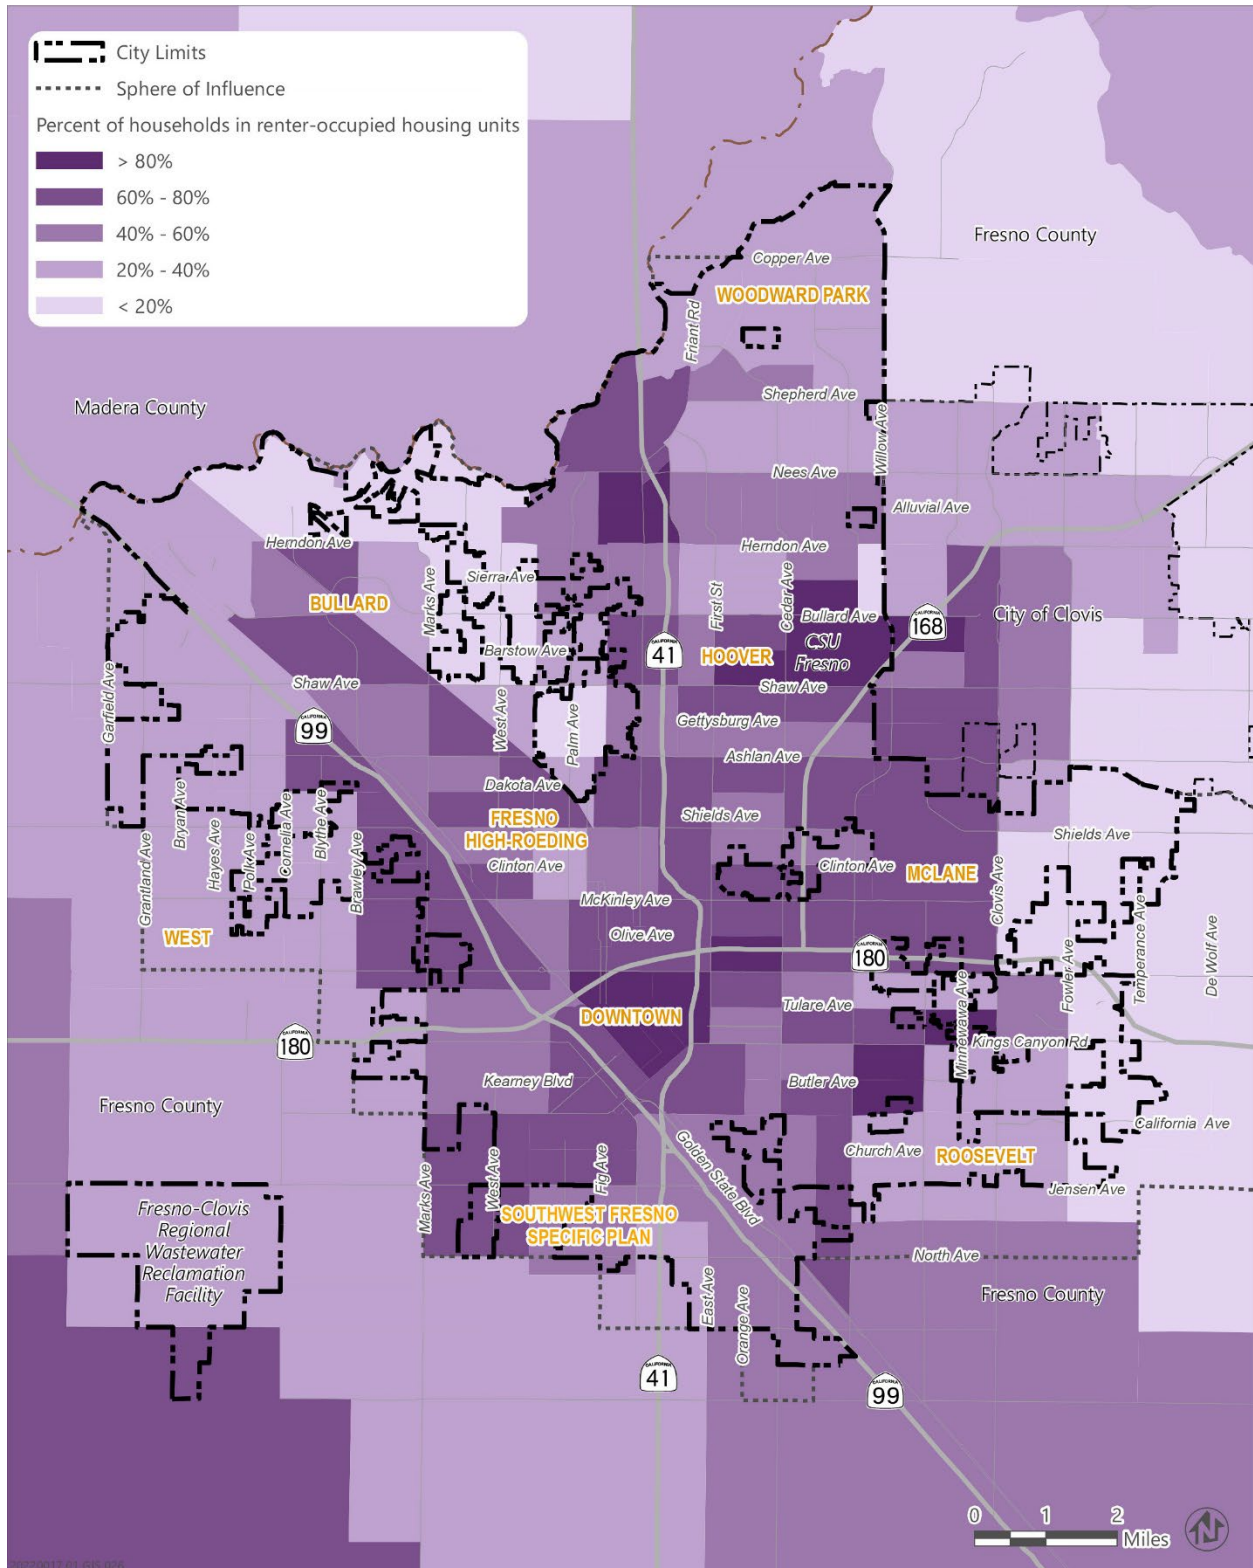 City Limits
Sphere of Influence
Percent of households in renter-occupied housing units
> 80%
60% - 80%
40% - 60%
20% - 40%
< 20%
Fresno County
Copper Ave
WOODWARD PARK
Friant Rd
Madera County
Shepherd Ave
Willow Ave
Nees Ave
Alluvial Ave
Herndon Ave
Herndon Ave
Marks Ave
Sierra Ave
BULLARD
First St
Cedar Ave
Bullard Ave
CALIFORNIA
168
City of Clovis
Barstow Ave
CALIFORNIA
41
HOOVER
CSU
Fresno
Garfield Ave
Shaw Ave
Shaw Ave
West Ave
Palm Ave
CALIFORNIA
99
Gettysburg Ave
Ashlan Ave
Dakota Ave
Bryan Ave
Hayes Ave
Polk Ave
Cornelia Ave
Blythe Ave
Brawley Ave
Grantland Ave
FRESNO
HIGH-ROEDING
Shields Ave
Shields Ave
Clinton Ave
Clinton Ave
MCLANE
Clovis Ave
McKinley Ave
Olive Ave
WEST
CALIFORNIA
180
Fowler Ave
Temperance Ave
De Wolf Ave
DOWNTOWN
Tulare Ave
Minnewawa Ave
CALIFORNIA
180
Kings Canyon Rd
Kearney Blvd
Butler Ave
Fresno County
California Ave
Golden State Blvd
Church Ave
ROOSEVELT
Marks Ave
West Ave
Fig Ave
Jensen Ave
Fresno-Clovis
Regional
Wastewater
Reclamation
Facility
SOUTHWEST FRESNO
SPECIFIC PLAN
North Ave
East Ave
Orange Ave
Fresno County
CALIFORNIA
41
CALIFORNIA
99
0 1 2
Miles
N